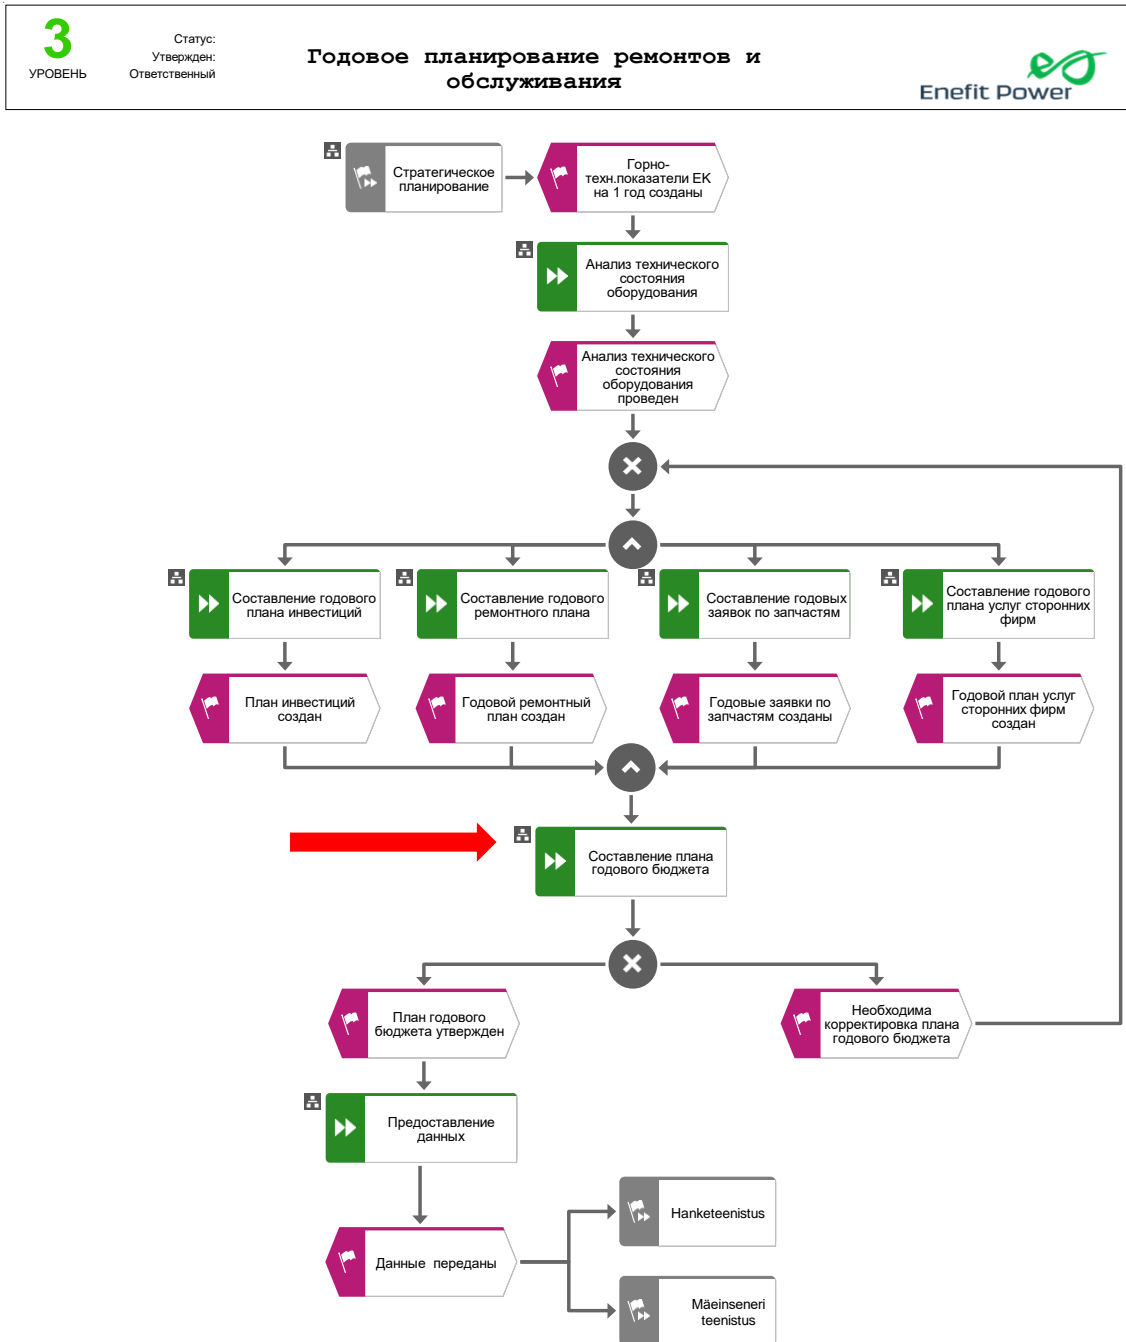 3
УРОВЕНЬ
Статус:
Утвержден:
Ответственный
Годовое планирование ремонтов и
обслуживания
Enefit Power
Стратегическое
планирование
Горно-
техн.показатели EK
на 1 год созданы
Анализ технического
состояния
оборудования
Анализ технического
состояния
оборудования
проведен
Составление годового
плана инвестиций
Составление годового
ремонтного плана
Составление годовых
заявок по запчастям
Составление годового
плана услуг сторонних
фирм
План инвестиций
создан
Годовой ремонтный
план создан
Годовые заявки по
запчастям созданы
Годовой план услуг
сторонних фирм
создан
Составление плана
годового бюджета
План годового
бюджета утвержден
Необходима
корректировка плана
годового бюджета
Предоставление
данных
Данные переданы
Hanketeenistus
Mäeinseneri
teenistus